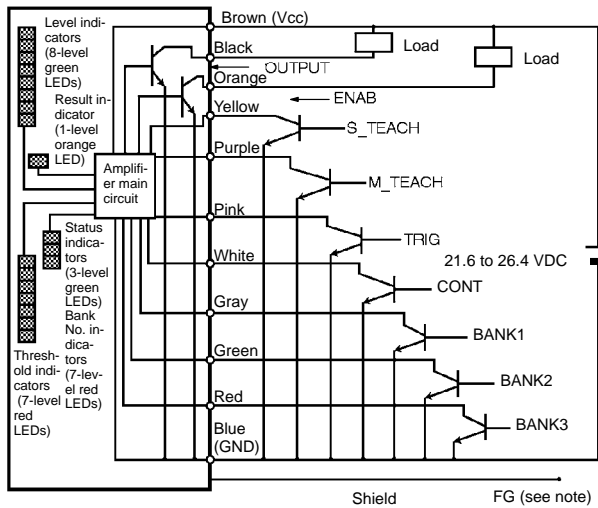 Level indi-
cators
(8-level
green
LEDs)
Result in-
dicator
(1-level
orange
LED)
Amplifi-
er main
circuit
Status
indica-
tors
(3-level
green
LEDs)
Bank
No. in-
dica-
tors
(7-lev-
el red
LEDs)
Thresh-
old indi-
cators
(7-level
red
LEDs)
Brown (Vcc)
Black
OUTPUT
Orange
ENAB
Yellow
S_TEACH
Purple
M_TEACH
Pink
TRIG
White
CONT
Gray
BANK1
Green
BANK2
Red
BANK3
Blue
(GND)
Load
Load
21.6 to 26.4 VDC
Shield
FG (see note)